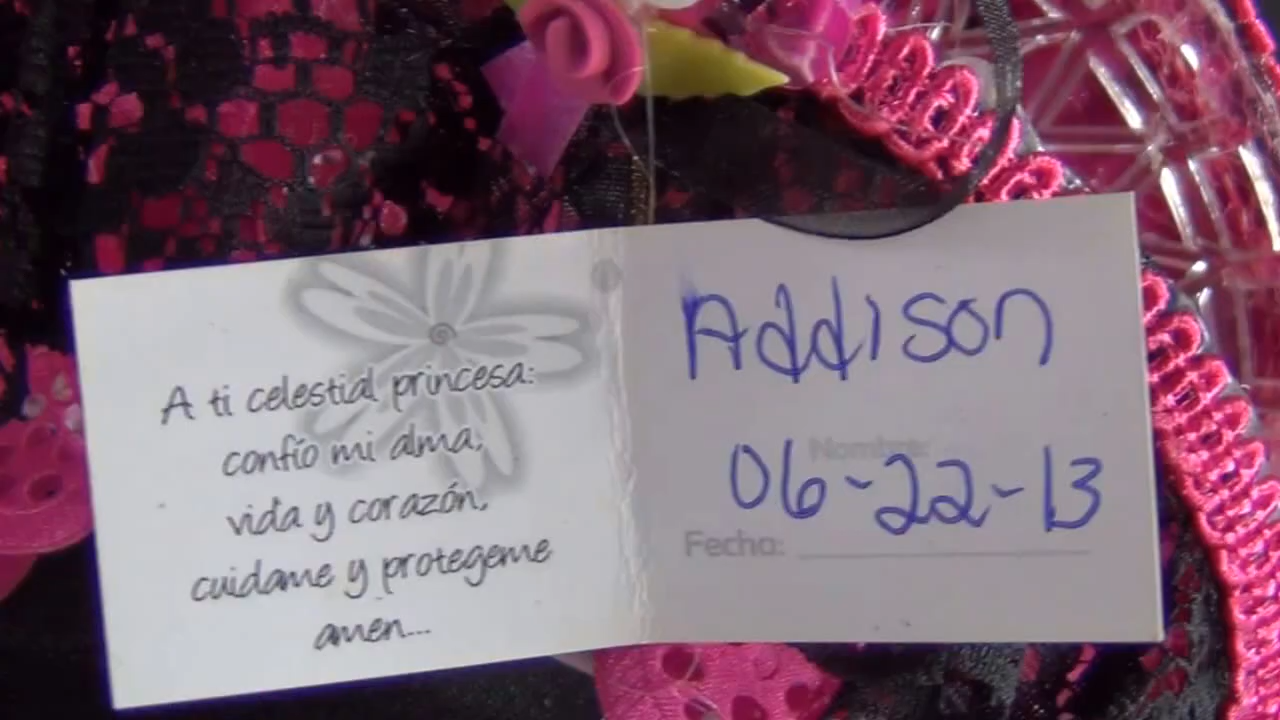 A ti celestial princesa:
confío mi alma,
vida y corazón,
cuidame y protegeme
amen...
Addison
Nombre:
06-22-13
Fecha: